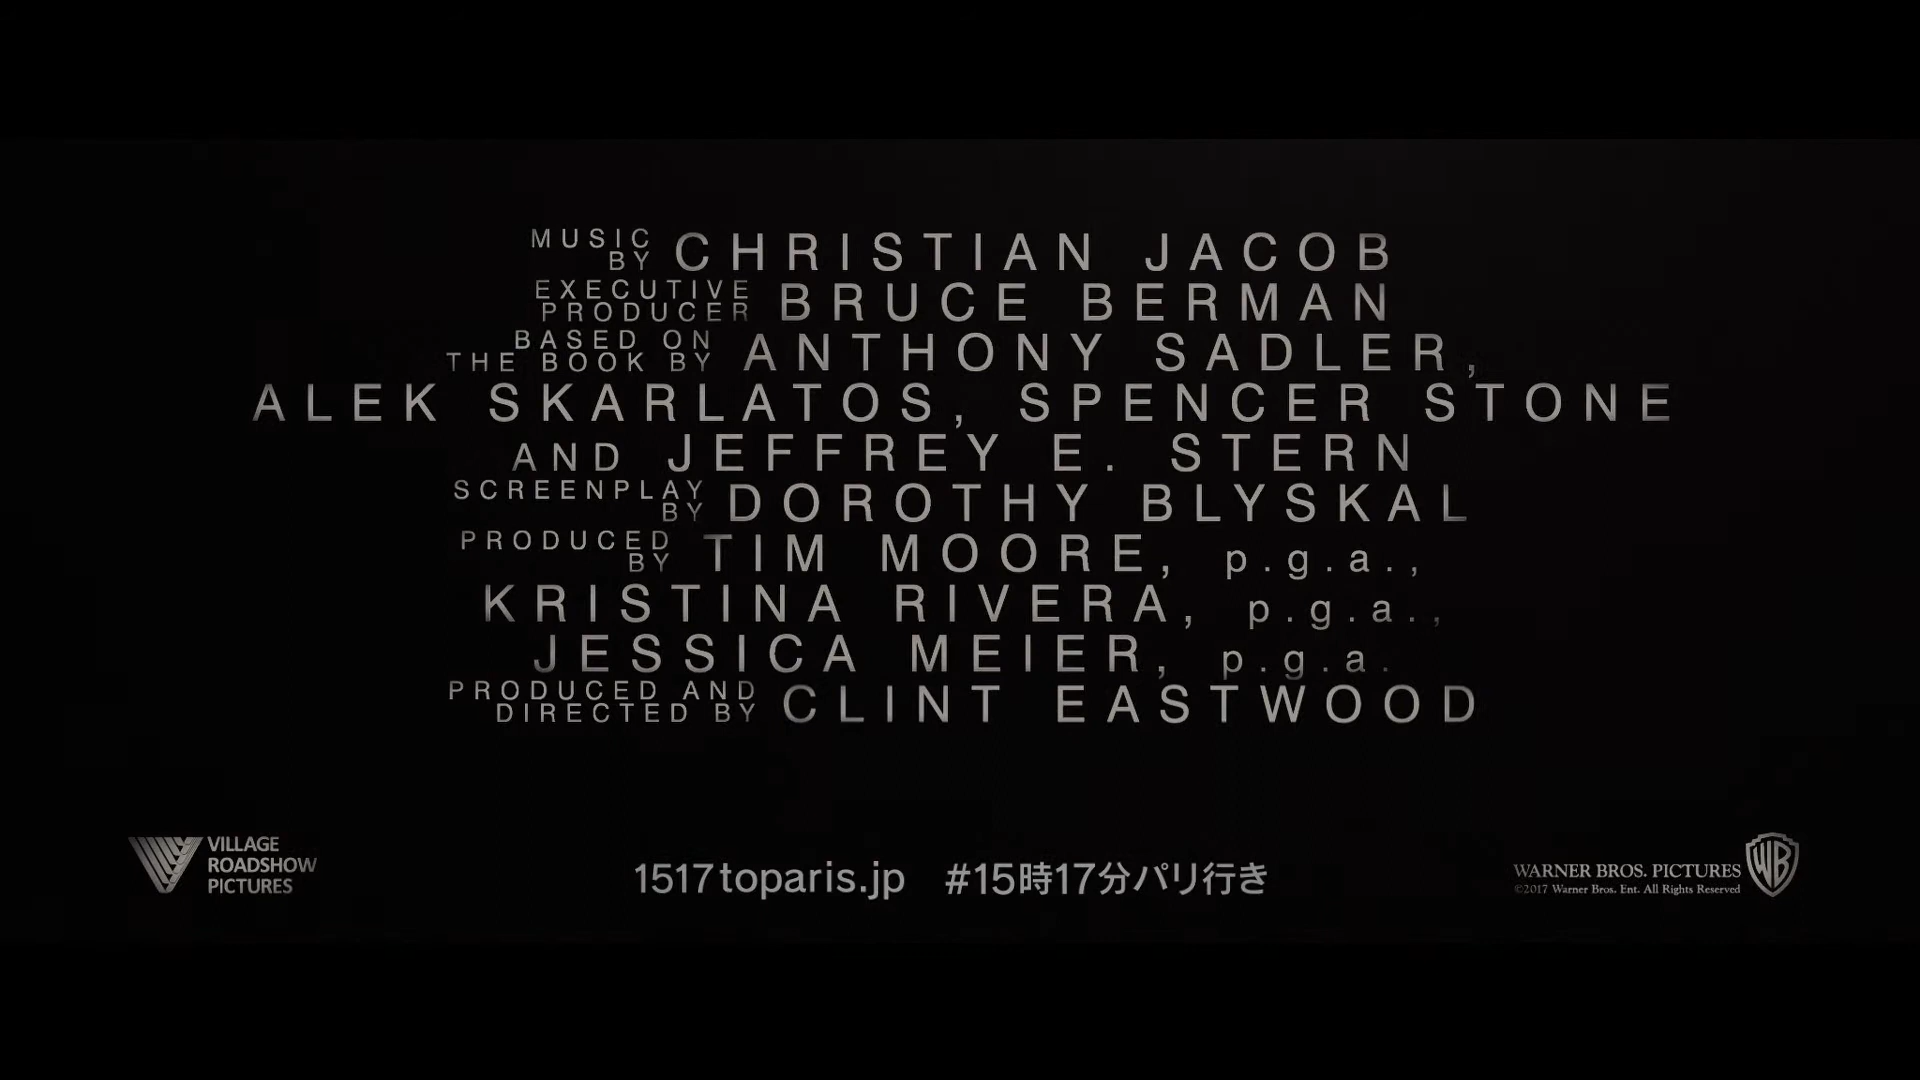 MUSIC BY CHRISTIAN JACOB
EXECUTIVE PRODUCER BRUCE BERMAN
BASED ON THE BOOK BY ANTHONY SADLER,
ALEK SKARLATOS, SPENCER STONE
AND JEFFREY E. STERN
SCREENPLAY BY DOROTHY BLYSKAL
PRODUCED BY TIM MOORE, p.g.a.,
KRISTINA RIVERA, p.g.a.,
JESSICA MEIER, p.g.a.
PRODUCED AND DIRECTED BY CLINT EASTWOOD
VILLAGE
ROADSHOW
PICTURES
1517toparis.jp #15時17分パリ行き
WARNER BROS. PICTURES
©2017 Warner Bros. Ent. All Rights Reserved
WB